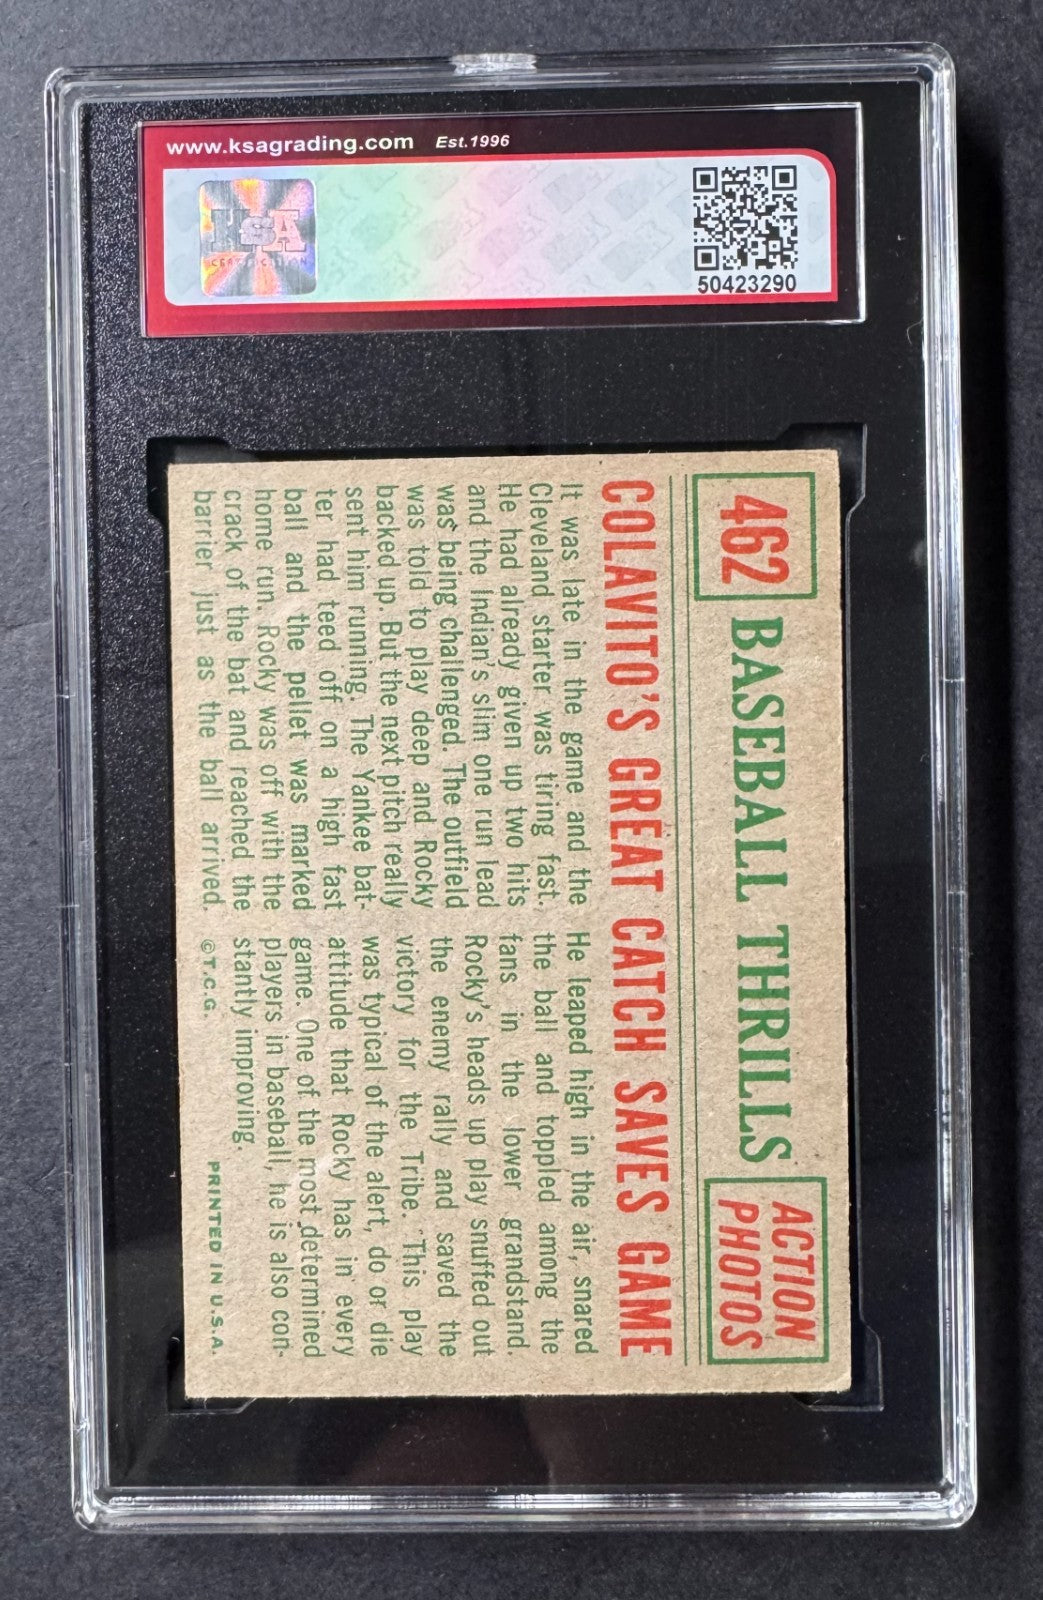 www.ksagrading.com Est.1996
KSA
CERTIFICATION
50423290
462 BASEBALL THRILLS
ACTION
PHOTOS
COLAVITO'S GREAT CATCH SAVES GAME
It was late in the game and the
Cleveland starter was tiring fast.
He had already given up two hits
and the Indian's slim one run lead
was being challenged. The outfield
was told to play deep and Rocky
backed up. But the next pitch really
sent him running. The Yankee bat-
ter had teed off on a high fast
ball and the pellet was marked
home run. Rocky was off with the
crack of the bat and reached the
barrier just as the ball arrived.
He leaped high in the air, snared
the ball and toppled among the
fans in the lower grandstand.
Rocky's heads up play snuffed out
the enemy rally and saved the
victory for the Tribe. This play
was typical of the alert, do or die
attitude that Rocky has in every
game. One of the most determined
players in baseball, he is also con-
stantly improving.
©T.C.G. PRINTED IN U.S.A.